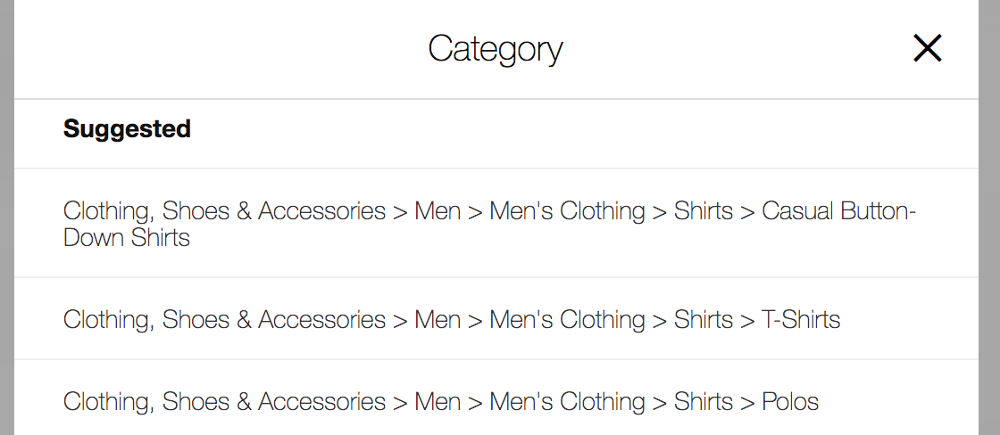 Category
Suggested
Clothing, Shoes & Accessories > Men > Men's Clothing > Shirts > Casual Button-
Down Shirts
Clothing, Shoes & Accessories > Men > Men's Clothing > Shirts > T-Shirts
Clothing, Shoes & Accessories > Men > Men's Clothing > Shirts > Polos